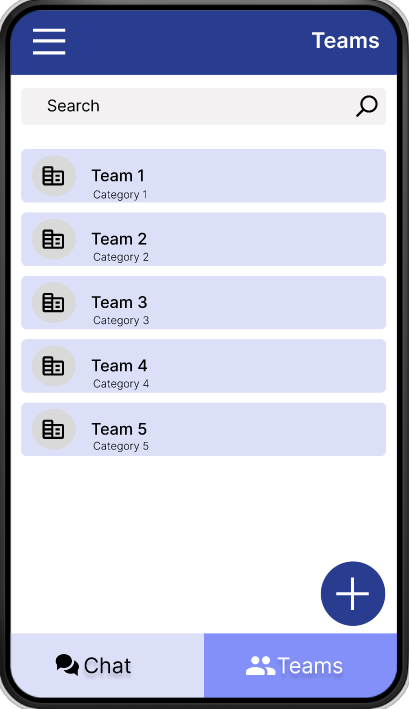 Teams
Search
Team 1
Category 1
Team 2
Category 2
Team 3
Category 3
Team 4
Category 4
Team 5
Category 5
Chat
Teams